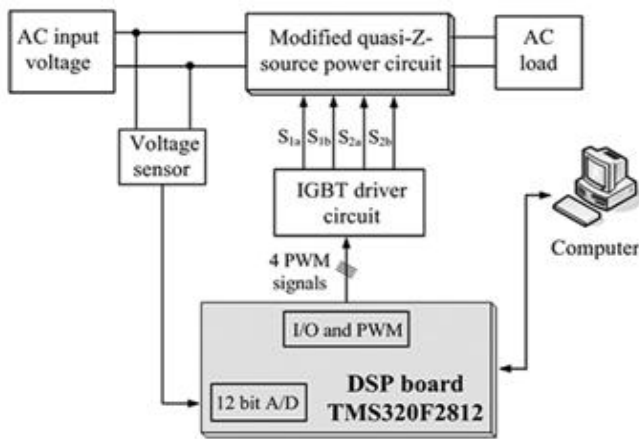 AC input
voltage
Modified quasi-Z-
source power circuit
AC
load
Voltage
sensor
S1a
S1b
S2a
S2b
IGBT driver
circuit
4 PWM
signals
Computer
I/O and PWM
DSP board
TMS320F2812
12 bit A/D